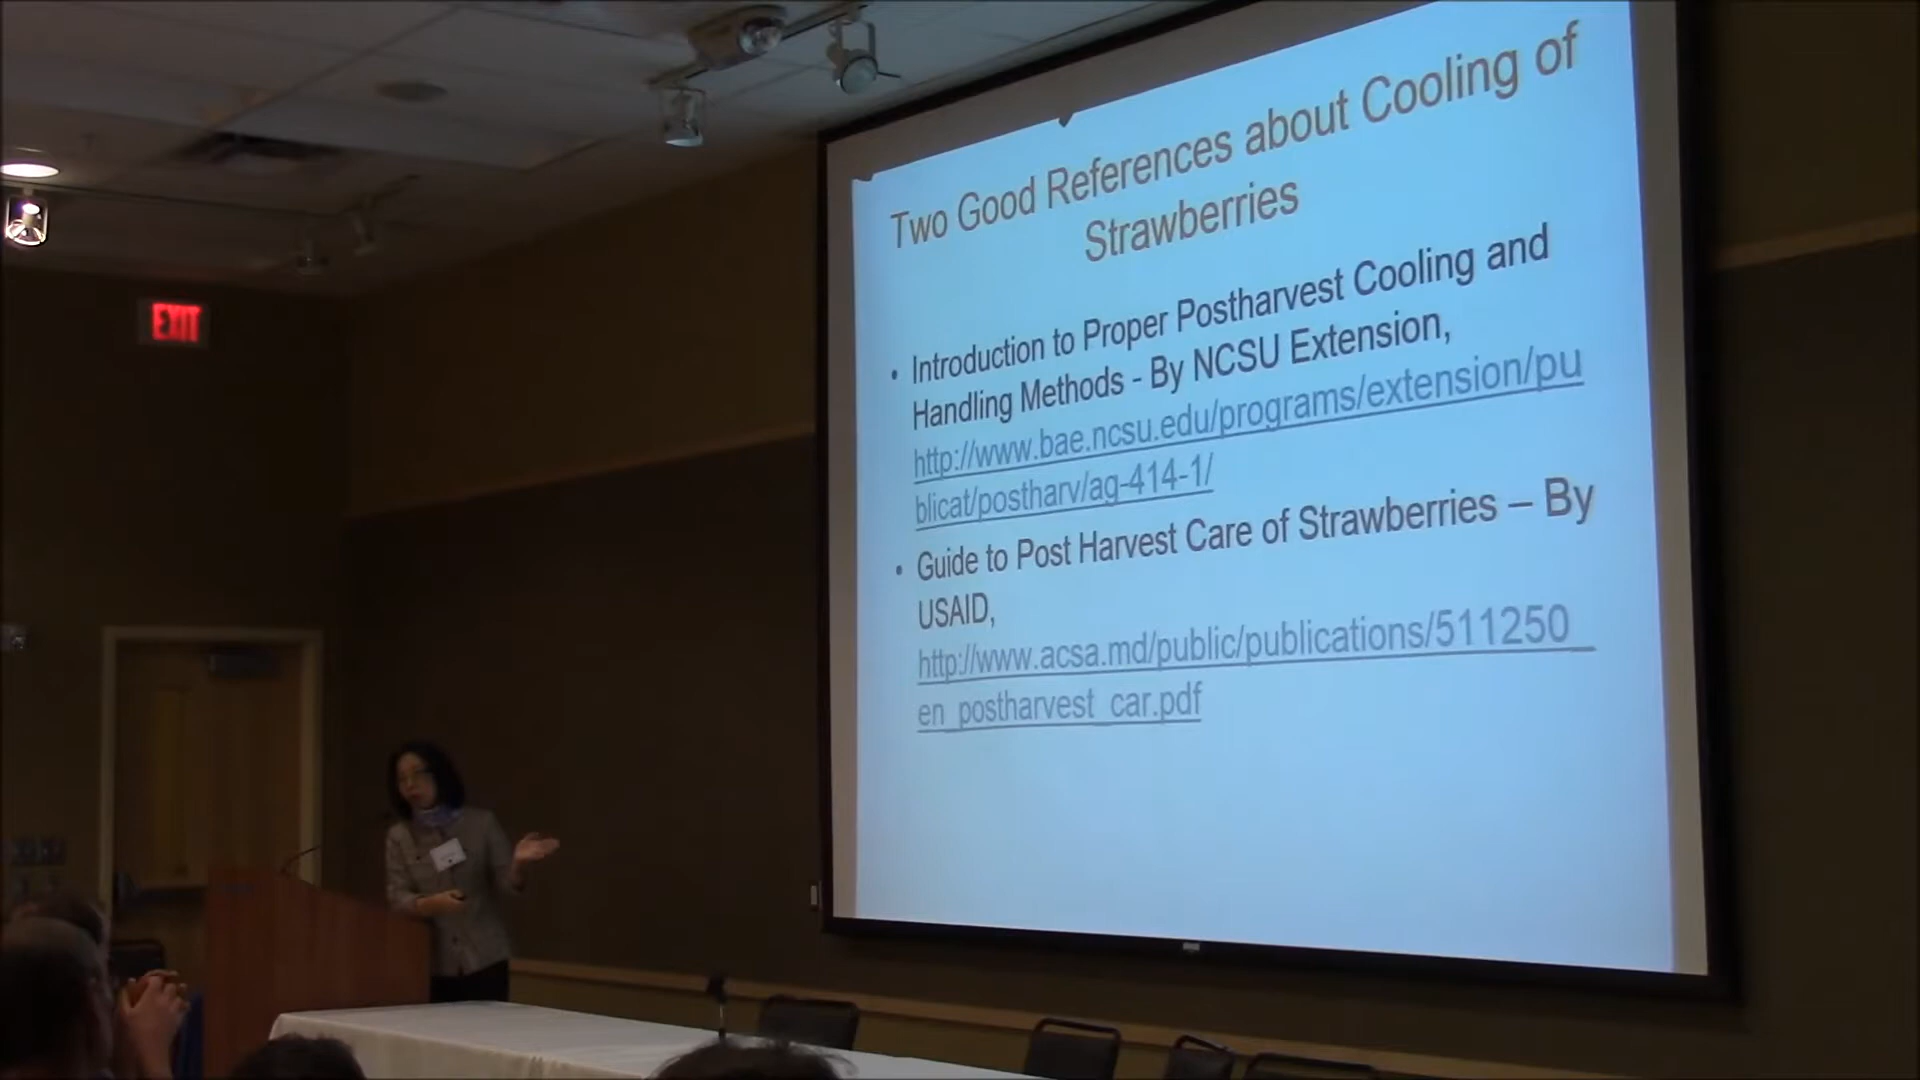 Two Good References about Cooling of
Strawberries
• Introduction to Proper Postharvest Cooling and
Handling Methods - By NCSU Extension,
http://www.bae.ncsu.edu/programs/extension/pu
blicat/postharv/ag-414-1/
• Guide to Post Harvest Care of Strawberries – By
USAID,
http://www.acsa.md/public/publications/511250_
en_postharvest_car.pdf
EXIT